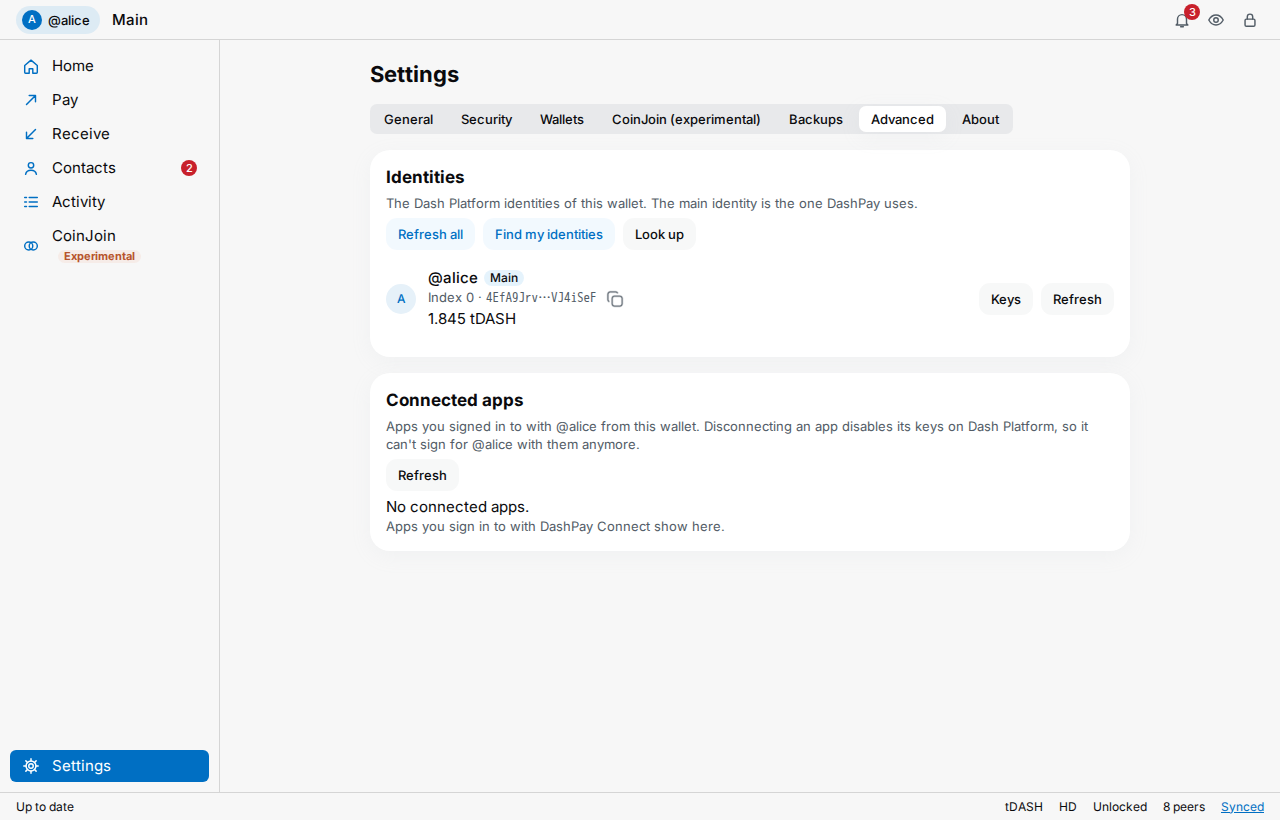 A @alice Main 3
Home
Pay
Receive
Contacts 2
Activity
CoinJoin
Experimental
Settings
Settings
General Security Wallets CoinJoin (experimental) Backups Advanced About
Identities
The Dash Platform identities of this wallet. The main identity is the one DashPay uses.
Refresh all Find my identities Look up
A
@alice Main
Index 0 · 4EfA9Jrv···VJ4iSeF
1.845 tDASH
Keys Refresh
Connected apps
Apps you signed in to with @alice from this wallet. Disconnecting an app disables its keys on Dash Platform, so it
can't sign for @alice with them anymore.
Refresh
No connected apps.
Apps you sign in to with DashPay Connect show here.
Up to date tDASH HD Unlocked 8 peers Synced